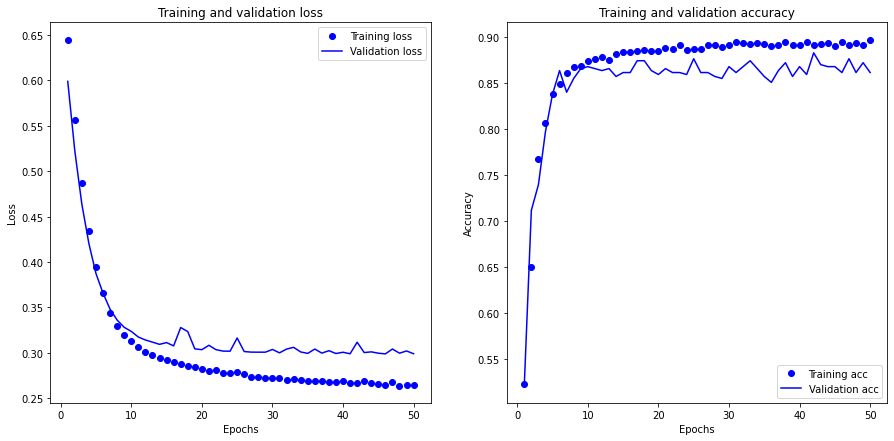 Training and validation loss
Training loss
Validation loss
0.65
0.60
0.55
0.50
0.45
0.40
0.35
0.30
0.25
Loss
0
10
20
30
40
50
Epochs
Training and validation accuracy
0.90
0.85
0.80
0.75
0.70
0.65
0.60
0.55
Accuracy
Training acc
Validation acc
0
10
20
30
40
50
Epochs